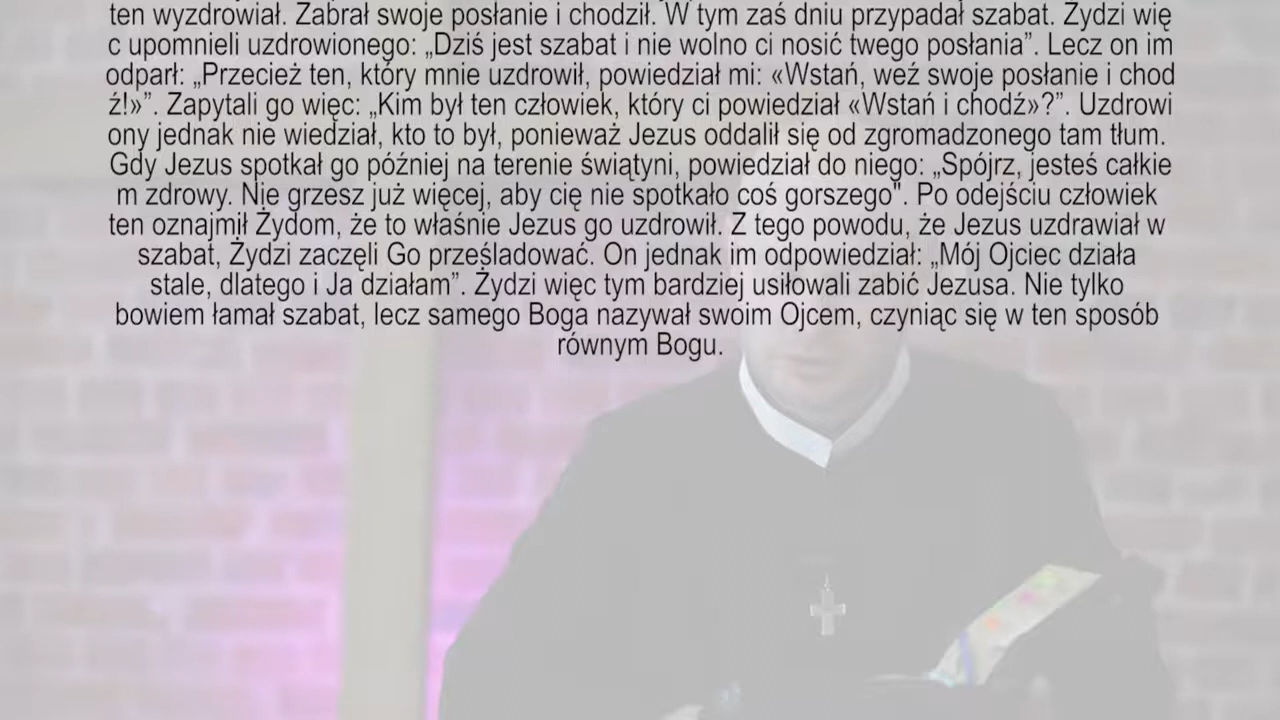 ten wyzdrowiał. Zabrał swoje posłanie i chodził. W tym zaś dniu przypadał szabat. Żydzi wię
c upomnieli uzdrowionego: „Dziś jest szabat i nie wolno ci nosić twego posłania”. Lecz on im
odparł: „Przecież ten, który mnie uzdrowił, powiedział mi: «Wstań, weź swoje posłanie i chod
ź!»”. Zapytali go więc: „Kim był ten człowiek, który ci powiedział «Wstań i chodź»?”. Uzdrowi
ony jednak nie wiedział, kto to był, ponieważ Jezus oddalił się od zgromadzonego tam tłum.
Gdy Jezus spotkał go później na terenie świątyni, powiedział do niego: „Spójrz, jesteś całkie
m zdrowy. Nie grzesz już więcej, aby cię nie spotkało coś gorszego". Po odejściu człowiek
ten oznajmił Żydom, że to właśnie Jezus go uzdrowił. Z tego powodu, że Jezus uzdrawiał w
szabat, Żydzi zaczęli Go prześladować. On jednak im odpowiedział: „Mój Ojciec działa
stale, dlatego i Ja działam”. Żydzi więc tym bardziej usiłowali zabić Jezusa. Nie tylko
bowiem łamał szabat, lecz samego Boga nazywał swoim Ojcem, czyniąc się w ten sposób
równym Bogu.